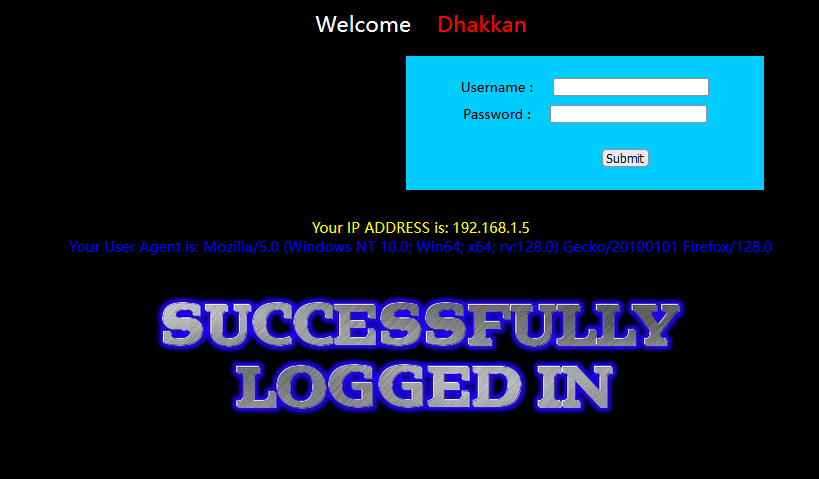 Welcome Dhakkan
Username :
Password :
Submit
Your IP ADDRESS is: 192.168.1.5
Your User Agent is: Mozilla/5.0 (Windows NT 10.0; Win64; x64; rv:128.0) Gecko/20100101 Firefox/128.0
SUCCESSFULLY
LOGGED IN